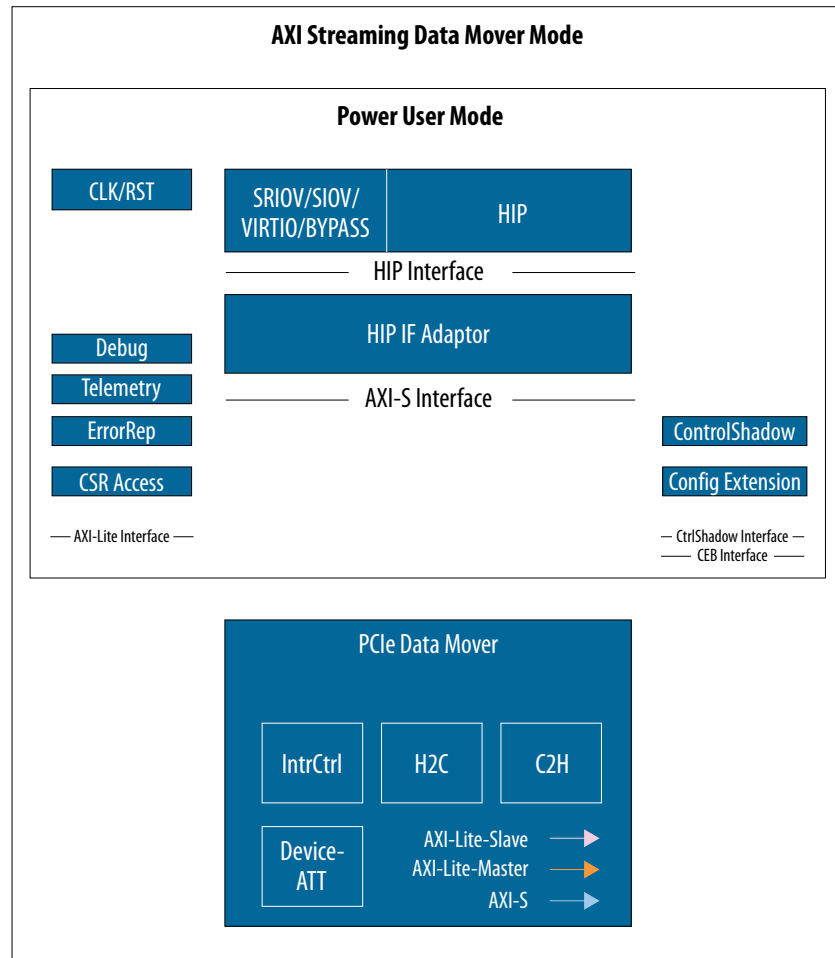 AXI Streaming Data Mover Mode
Power User Mode
CLK/RST
SRIOV/SIOV/
VIRTIO/BYPASS
HIP
HIP Interface
HIP IF Adaptor
Debug
Telemetry
AXI-S Interface
ErrorRep
ControlShadow
CSR Access
Config Extension
AXI-Lite Interface
CtrlShadow Interface
CEB Interface
PCIe Data Mover
IntrCtrl
H2C
C2H
Device-
ATT
AXI-Lite-Slave
AXI-Lite-Master
AXI-S